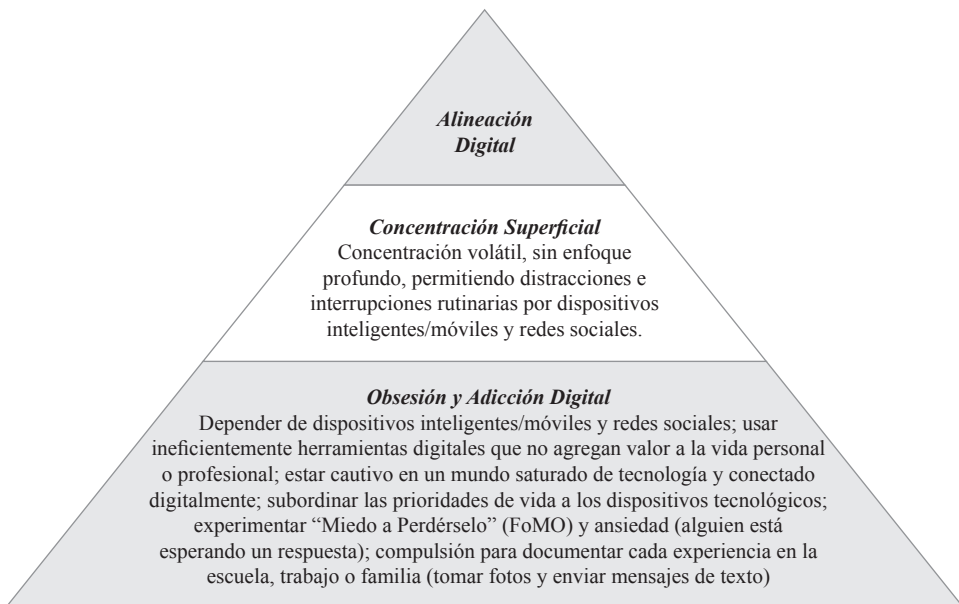 Alineación
Digital
Concentración Superficial
Concentración volátil, sin enfoque
profundo, permitiendo distracciones e
interrupciones rutinarias por dispositivos
inteligentes/móviles y redes sociales.
Obsesión y Adicción Digital
Depender de dispositivos inteligentes/móviles y redes sociales; usar
ineficientemente herramientas digitales que no agregan valor a la vida personal
o profesional; estar cautivo en un mundo saturado de tecnología y conectado
digitalmente; subordinar las prioridades de vida a los dispositivos tecnológicos;
experimentar “Miedo a Perdérselo” (FoMO) y ansiedad (alguien está
esperando un respuesta); compulsión para documentar cada experiencia en la
escuela, trabajo o familia (tomar fotos y enviar mensajes de texto)